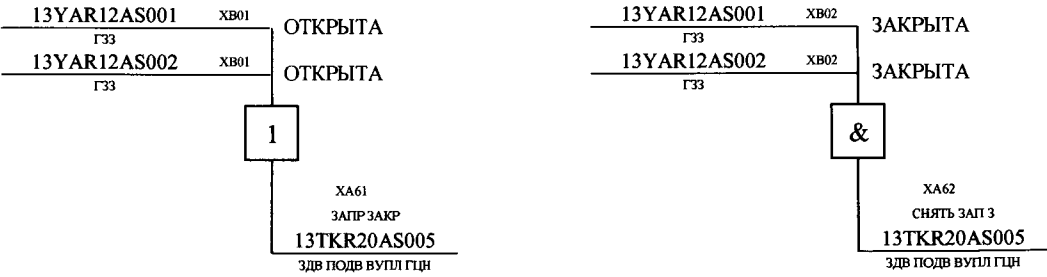 13YAR12AS001 XB01 ОТКРЫТА
ГЗЗ
13YAR12AS002 XB01 ОТКРЫТА
ГЗЗ
1
XA61
ЗАПР ЗАКР
13TKR20AS005
ЗДВ ПОДВ ВУПЛ ГЦН
13YAR12AS001 XB02 ЗАКРЫТА
ГЗЗ
13YAR12AS002 XB02 ЗАКРЫТА
ГЗЗ
&
XA62
СНЯТЬ ЗАП З
13TKR20AS005
ЗДВ ПОДВ ВУПЛ ГЦН